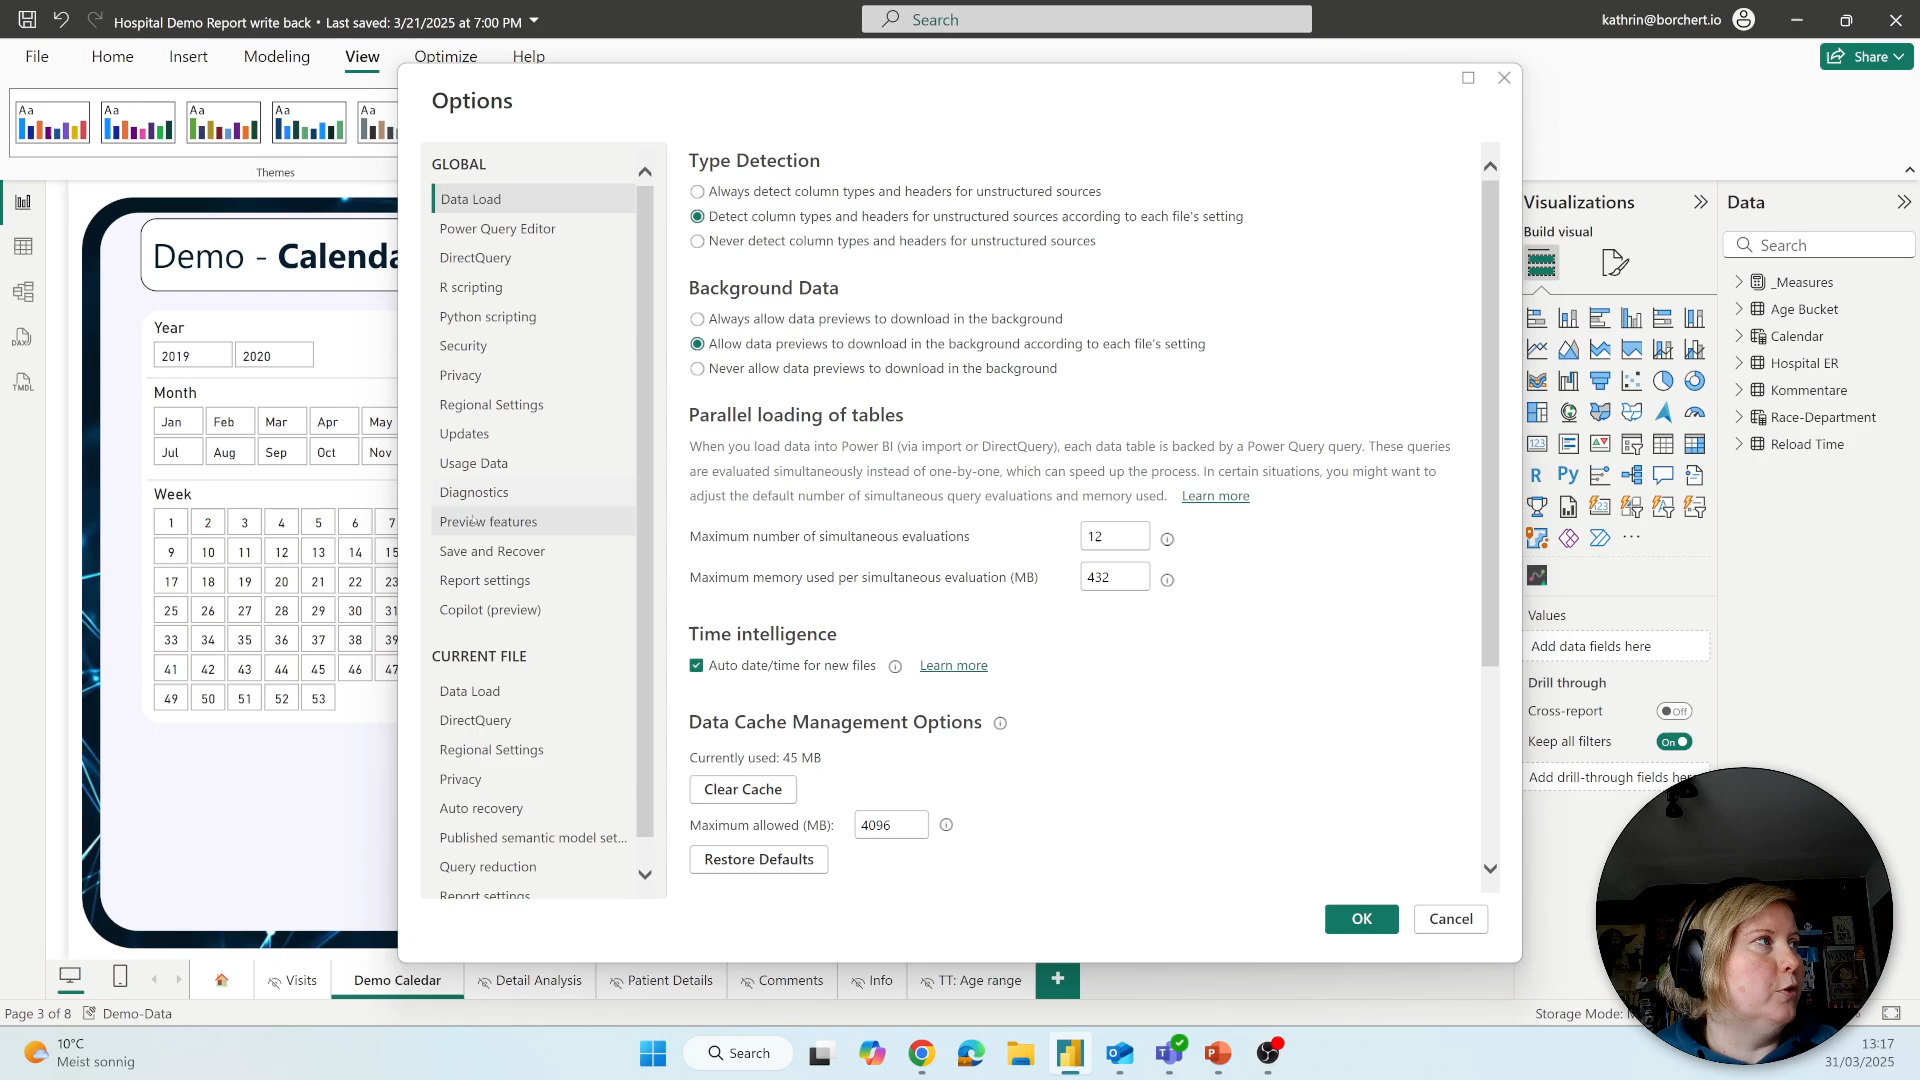 Hospital Demo Report write back • Last saved: 3/21/2025 at 7:00 PM
Search
kathrin@borchert.io
File
Home
Insert
Modeling
View
Optimize
Help
Share
Aa
Aa
Aa
Aa
Aa
Themes
Demo - Calenda
Year
2019
2020
Month
Jan
Feb
Mar
Apr
May
Jul
Aug
Sep
Oct
Nov
Week
1 2 3 4 5 6 7
9 10 11 12 13 14 15
17 18 19 20 21 22 23
25 26 27 28 29 30 31
33 34 35 36 37 38 39
41 42 43 44 45 46 47
49 50 51 52 53
DAX
TMDL
Options
GLOBAL
Data Load
Power Query Editor
DirectQuery
R scripting
Python scripting
Security
Privacy
Regional Settings
Updates
Usage Data
Diagnostics
Preview features
Save and Recover
Report settings
Copilot (preview)
CURRENT FILE
Data Load
DirectQuery
Regional Settings
Privacy
Auto recovery
Published semantic model set...
Query reduction
Report settings
Type Detection
Always detect column types and headers for unstructured sources
Detect column types and headers for unstructured sources according to each file's setting
Never detect column types and headers for unstructured sources
Background Data
Always allow data previews to download in the background
Allow data previews to download in the background according to each file's setting
Never allow data previews to download in the background
Parallel loading of tables
When you load data into Power BI (via import or DirectQuery), each data table is backed by a Power Query query. These queries
are evaluated simultaneously instead of one-by-one, which can speed up the process. In certain situations, you might want to
adjust the default number of simultaneous query evaluations and memory used. Learn more
Maximum number of simultaneous evaluations 12
Maximum memory used per simultaneous evaluation (MB) 432
Time intelligence
Auto date/time for new files Learn more
Data Cache Management Options
Currently used: 45 MB
Clear Cache
Maximum allowed (MB): 4096
Restore Defaults
OK
Cancel
Visualizations
Build visual
123
R
Py
Values
Add data fields here
Drill through
Cross-report Off
Keep all filters On
Add drill-through fields here
Data
Search
_Measures
Age Bucket
Calendar
Hospital ER
Kommentare
Race-Department
Reload Time
Visits
Demo Caledar
Detail Analysis
Patient Details
Comments
Info
TT: Age range
+
Page 3 of 8
Demo-Data
Storage Mode:
10°C
Meist sonnig
Search
13:17
31/03/2025